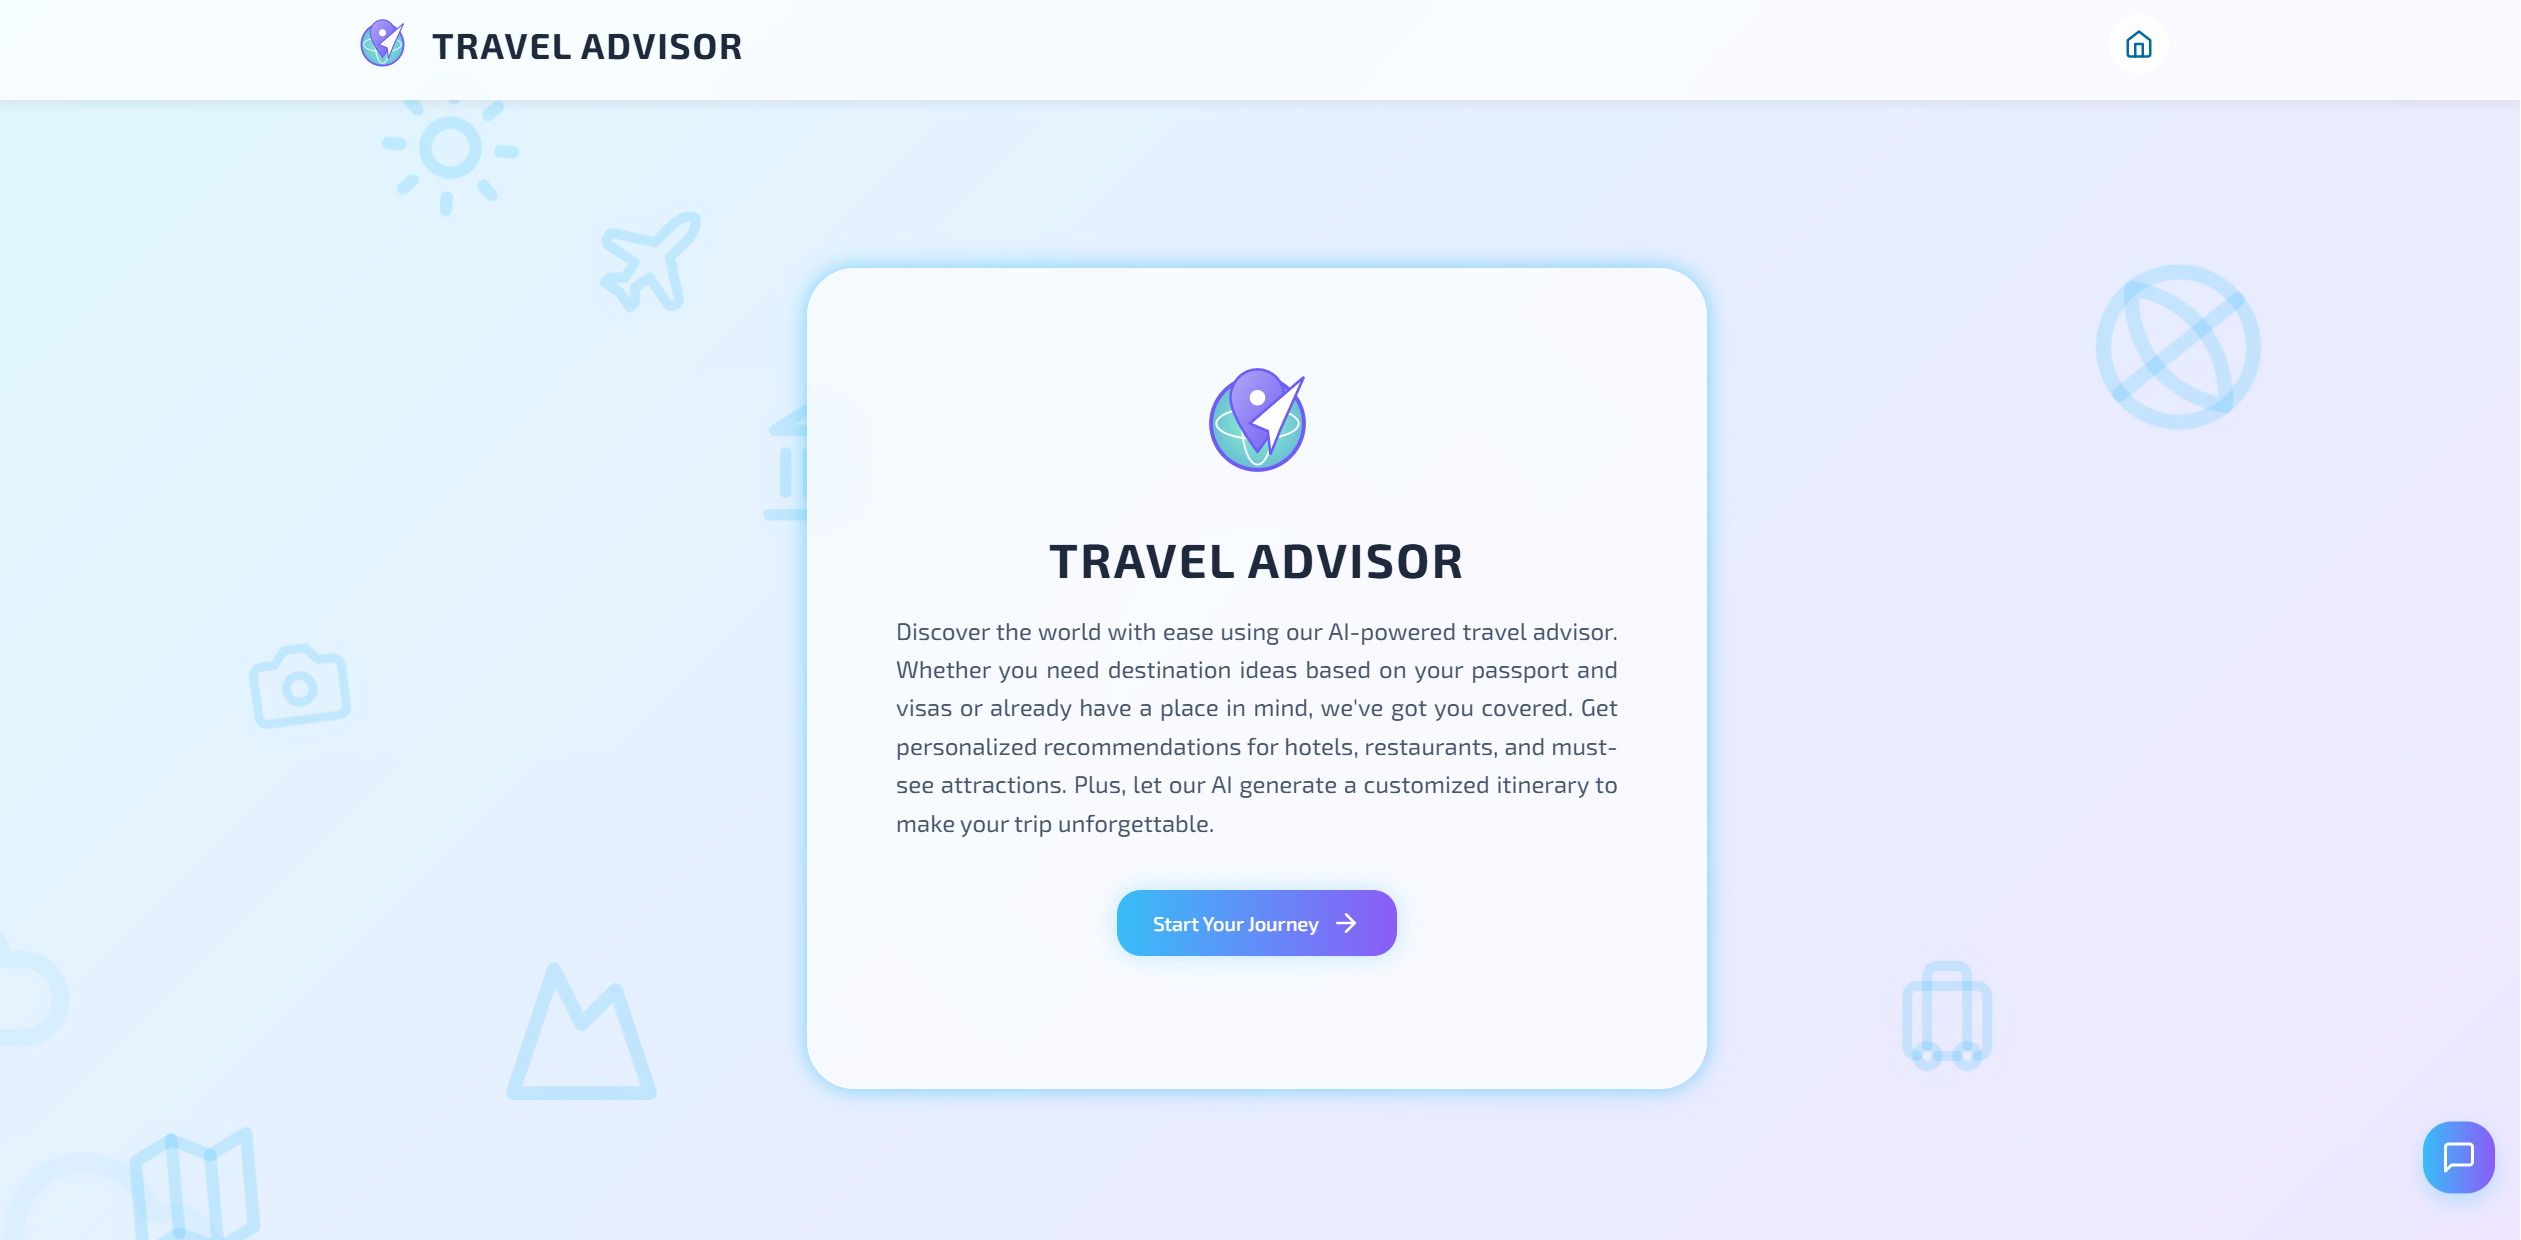 TRAVEL ADVISOR
TRAVEL ADVISOR
Discover the world with ease using our AI-powered travel advisor.
Whether you need destination ideas based on your passport and
visas or already have a place in mind, we've got you covered. Get
personalized recommendations for hotels, restaurants, and must-
see attractions. Plus, let our AI generate a customized itinerary to
make your trip unforgettable.
Start Your Journey